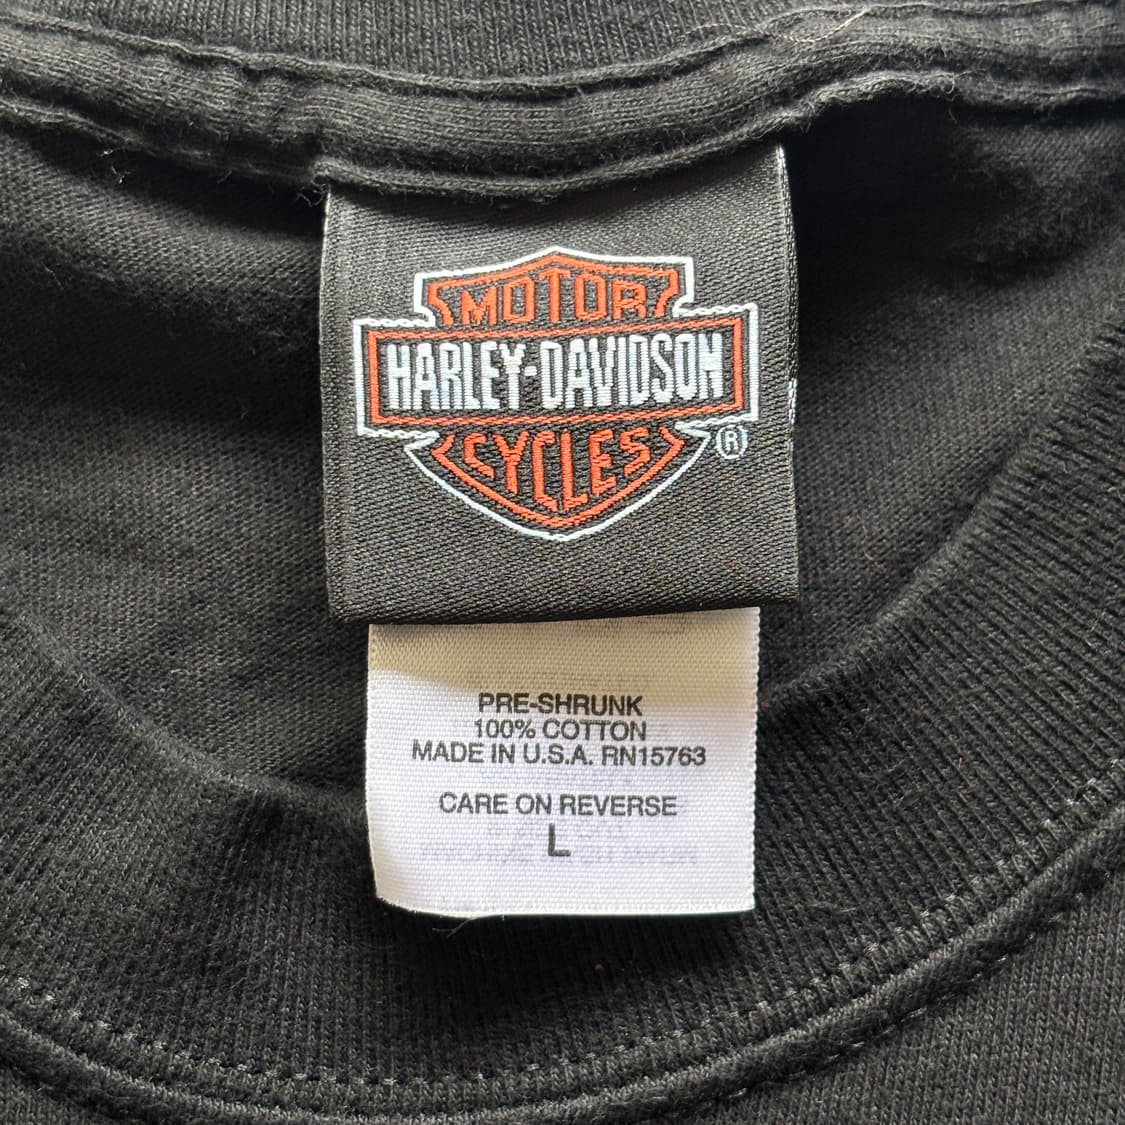 MOTOR
HARLEY-DAVIDSON
CYCLES
®
PRE-SHRUNK
100% COTTON
MADE IN U.S.A. RN15763
CARE ON REVERSE
L